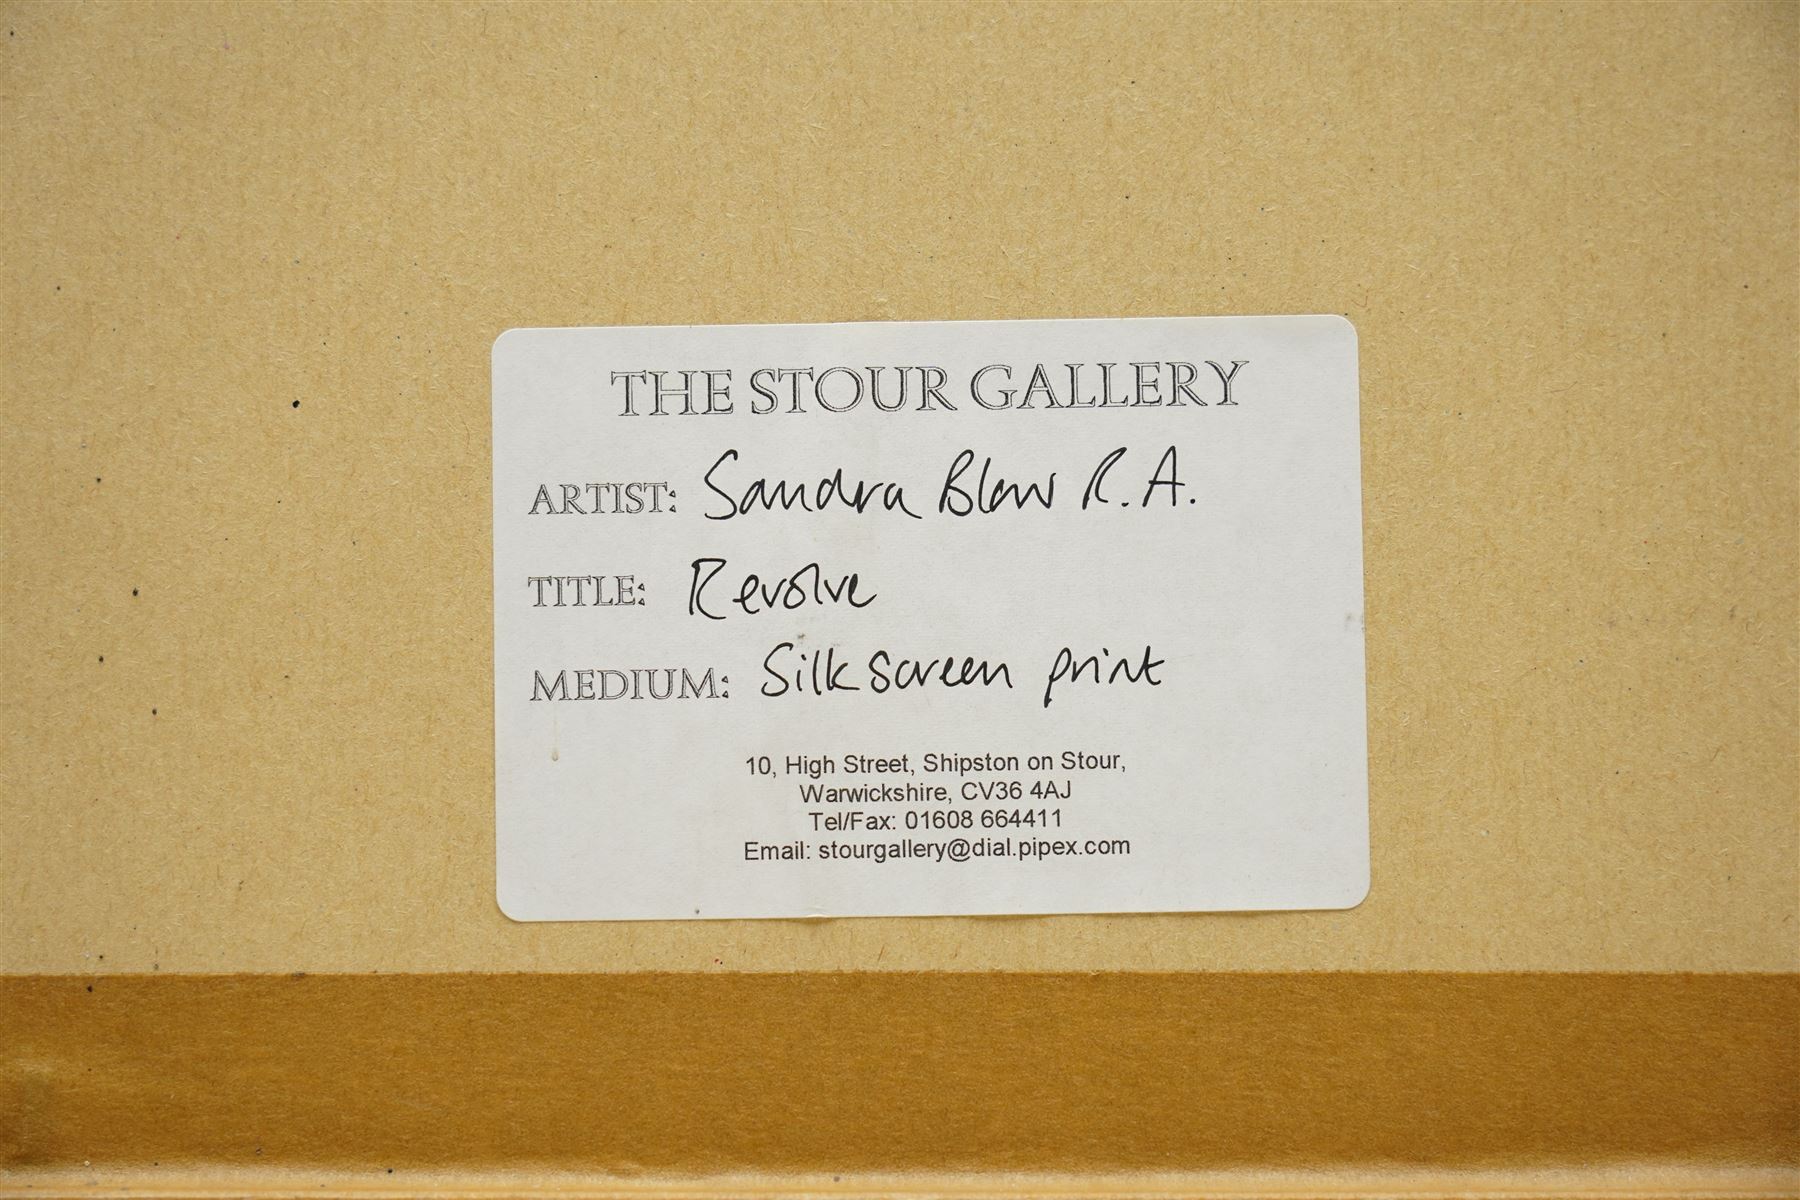 THE STOUR GALLERY
ARTIST: Sandra Blow R.A.
TITLE: Revolve
MEDIUM: Silkscreen print
10, High Street, Shipston on Stour,
Warwickshire, CV36 4AJ
Tel/Fax: 01608 664411
Email: stourgallery@dial.pipex.com